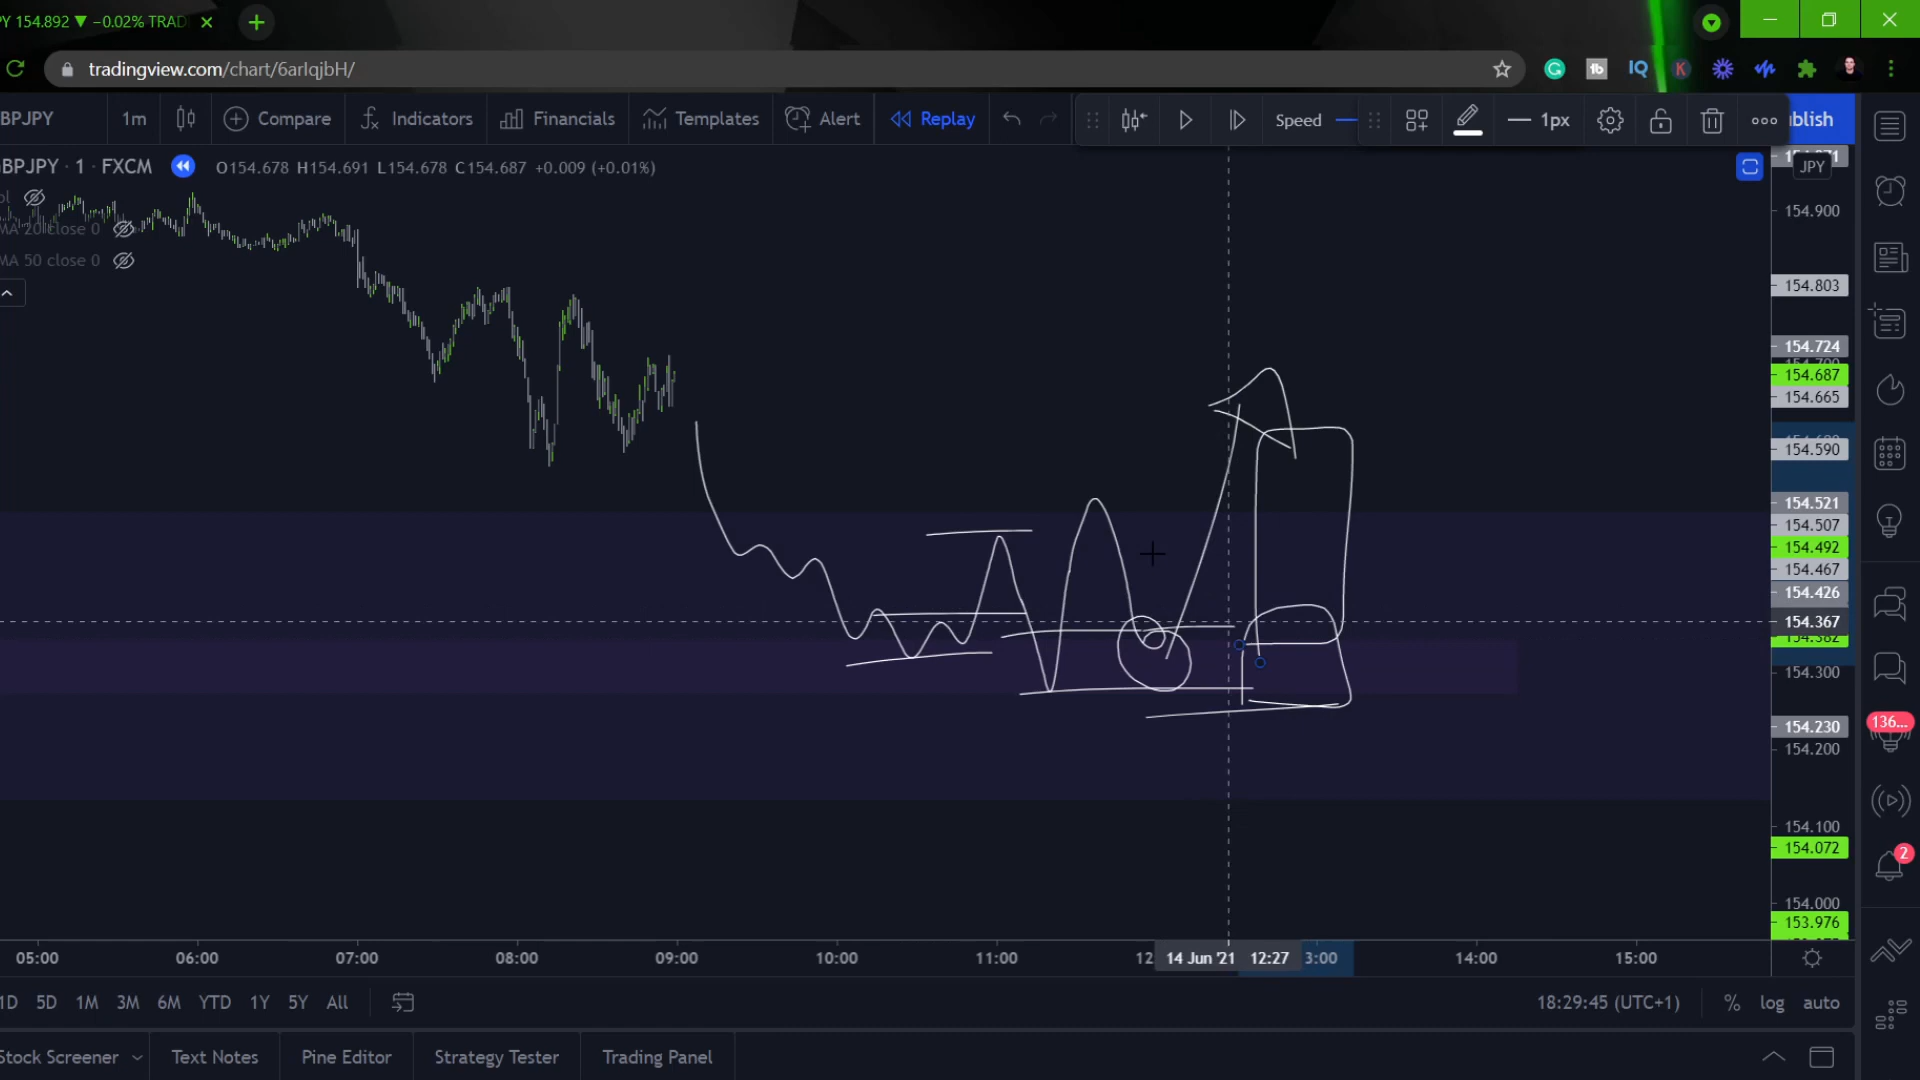 PY 154.892 ▼ −0.02% TRAD
tradingview.com/chart/6arIqjbH/
BPJPY 1m Compare Indicators Financials Templates Alert Replay Speed 1px blish
BPJPY · 1 · FXCM O154.678 H154.691 L154.678 C154.687 +0.009 (+0.01%)
JPY
MA 20 close 0
MA 50 close 0
154.900
154.803
154.724
154.687
154.665
154.590
154.521
154.507
154.492
154.467
154.426
154.367
154.300
154.230
154.200
154.100
154.072
154.000
153.976
136...
2
05:00 06:00 07:00 08:00 09:00 10:00 11:00 12 14 Jun '21 12:27 3:00 14:00 15:00
1D 5D 1M 3M 6M YTD 1Y 5Y All 18:29:45 (UTC+1) % log auto
Stock Screener Text Notes Pine Editor Strategy Tester Trading Panel